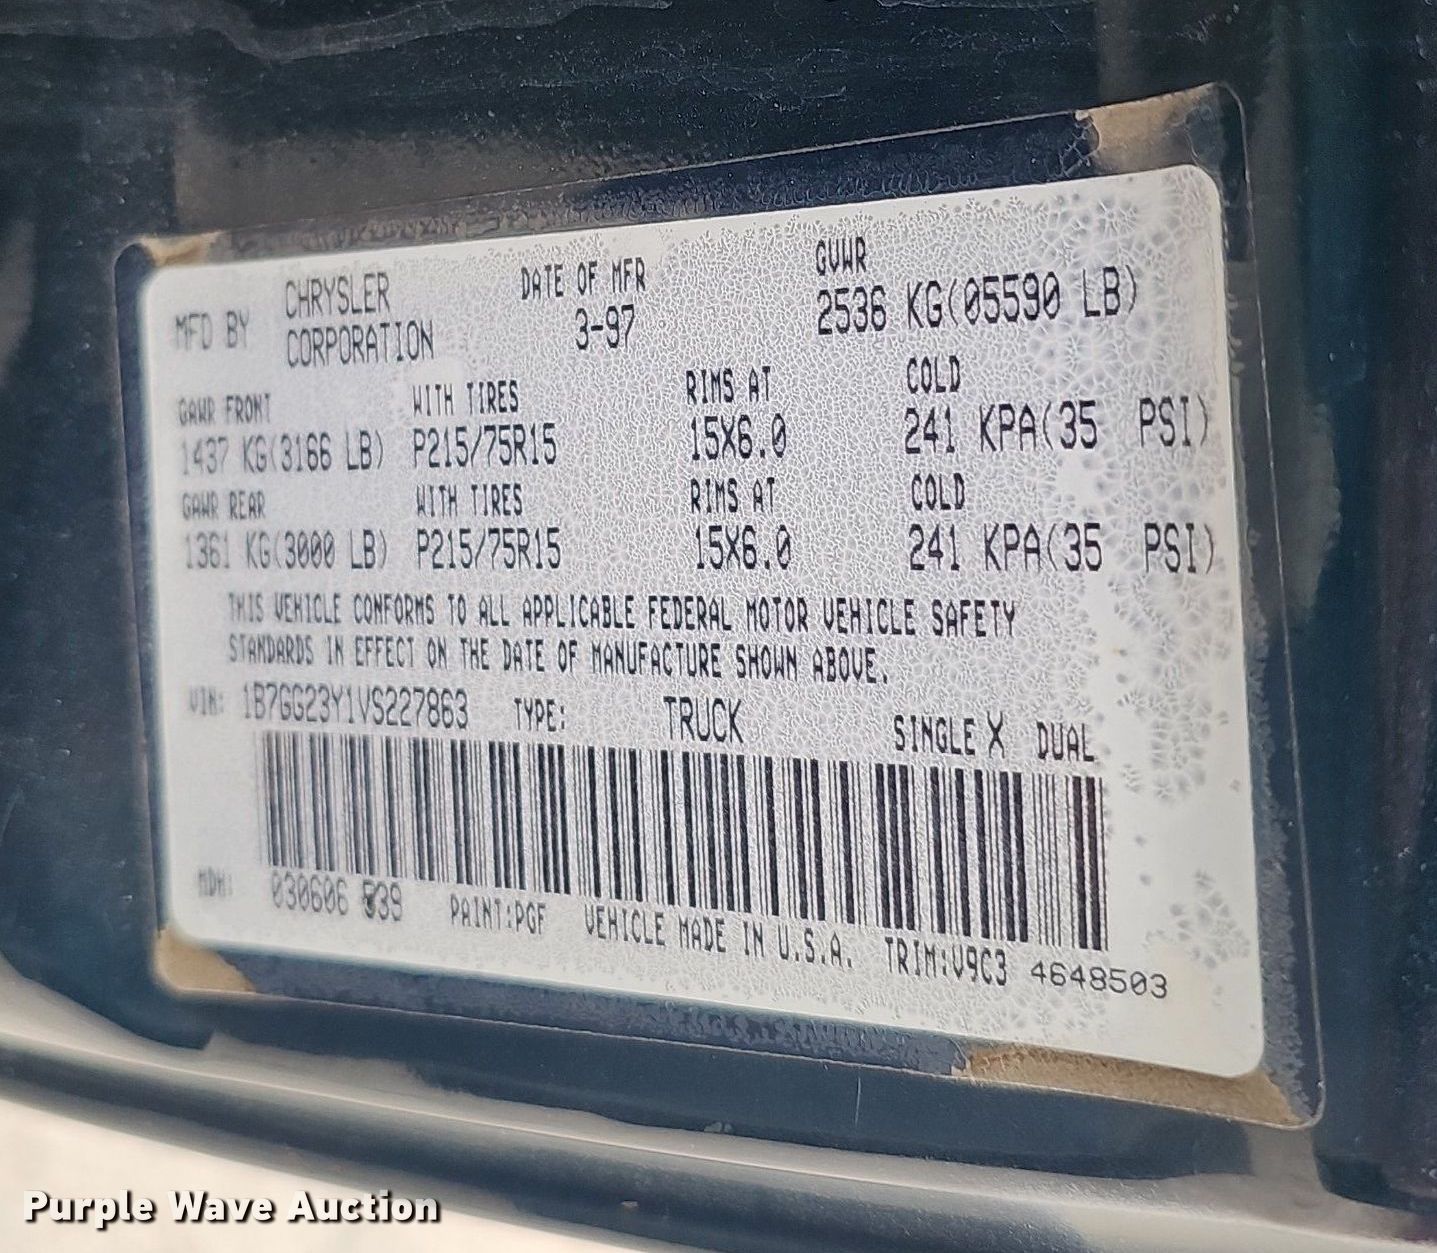 MFD BY CHRYSLER CORPORATION DATE OF MFR 3-97 GVWR 2536 KG(05590 LB)
GAWR FRONT WITH TIRES RIMS AT COLD
1437 KG(3166 LB) P215/75R15 15X6.0 241 KPA(35 PSI)
GAWR REAR WITH TIRES RIMS AT COLD
1361 KG(3000 LB) P215/75R15 15X6.0 241 KPA(35 PSI)
THIS VEHICLE CONFORMS TO ALL APPLICABLE FEDERAL MOTOR VEHICLE SAFETY
STANDARDS IN EFFECT ON THE DATE OF MANUFACTURE SHOWN ABOVE.
VIN: 1B7GG23Y1VS227863 TYPE: TRUCK SINGLE X DUAL
MDH: 030606 539 PAINT:PGF VEHICLE MADE IN U.S.A. TRIM:V9C3 4648503
Purple Wave Auction